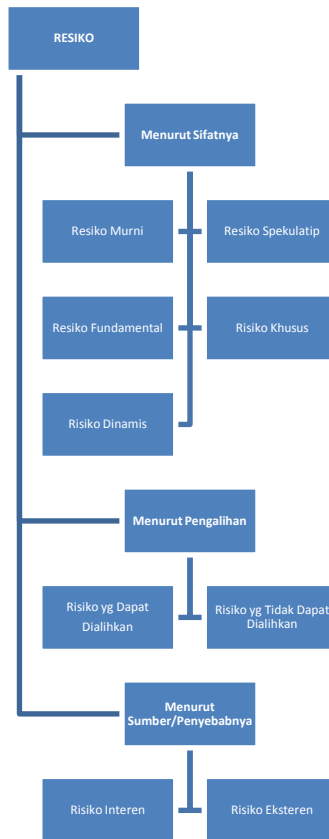 RESIKO
Menurut Sifatnya
Resiko Murni
Resiko Spekulatip
Resiko Fundamental
Risiko Khusus
Risiko Dinamis
Menurut Pengalihan
Risiko yg Dapat
Dialihkan
Risiko yg Tidak Dapat
Dialihkan
Menurut
Sumber/Penyebabnya
Risiko Interen
Risiko Eksteren